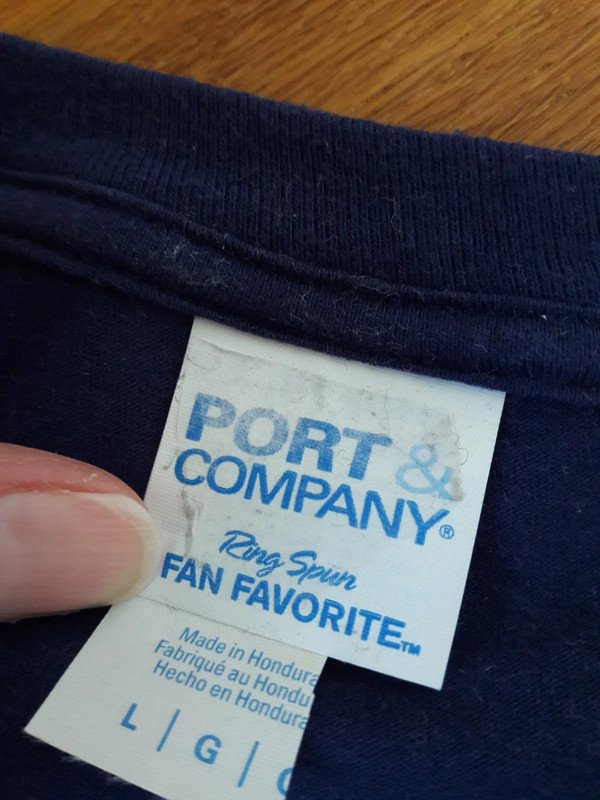 PORT &
COMPANY®
Ring Spun
FAN FAVORITE™
Made in Hondura
Fabriqué au Hondu
Hecho en Hondura
L | G |